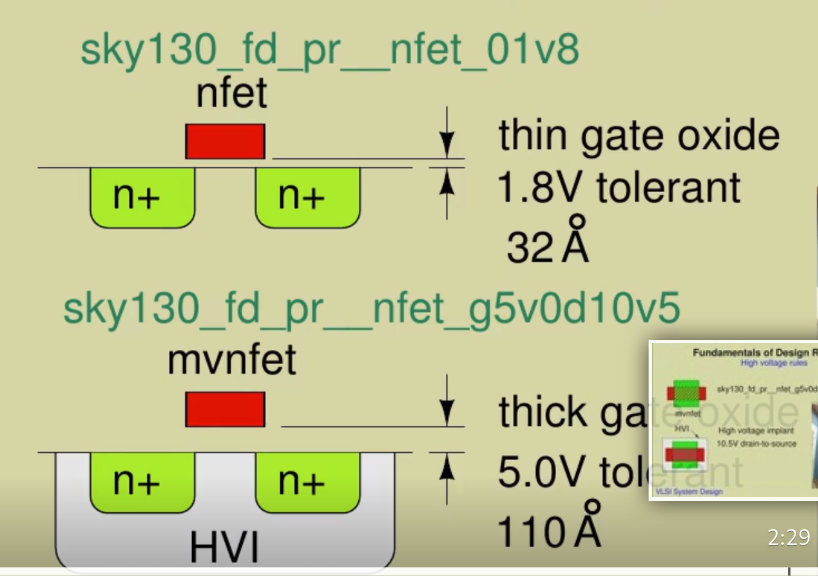 sky130_fd_pr__nfet_01v8
nfet
thin gate oxide
n+ n+
1.8V tolerant
32 Å
sky130_fd_pr__nfet_g5v0d10v5
mvnfet
thick gate oxide
n+ n+
5.0V tolerant
HVI
110 Å
Fundamentals of Design R
High voltage rules
sky130_fd_pr__nfet_g5v0d
mvnfet
HVI
High voltage implant
10.5V drain-to-source
VLSI System Design
2:29